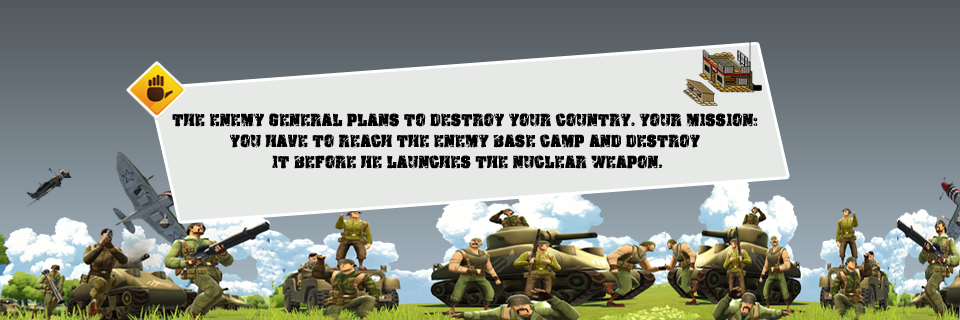 THE ENEMY GENERAL PLANS TO DESTROY YOUR COUNTRY. YOUR MISSION:
YOU HAVE TO REACH THE ENEMY BASE CAMP AND DESTROY
IT BEFORE HE LAUNCHES THE NUCLEAR WEAPON.